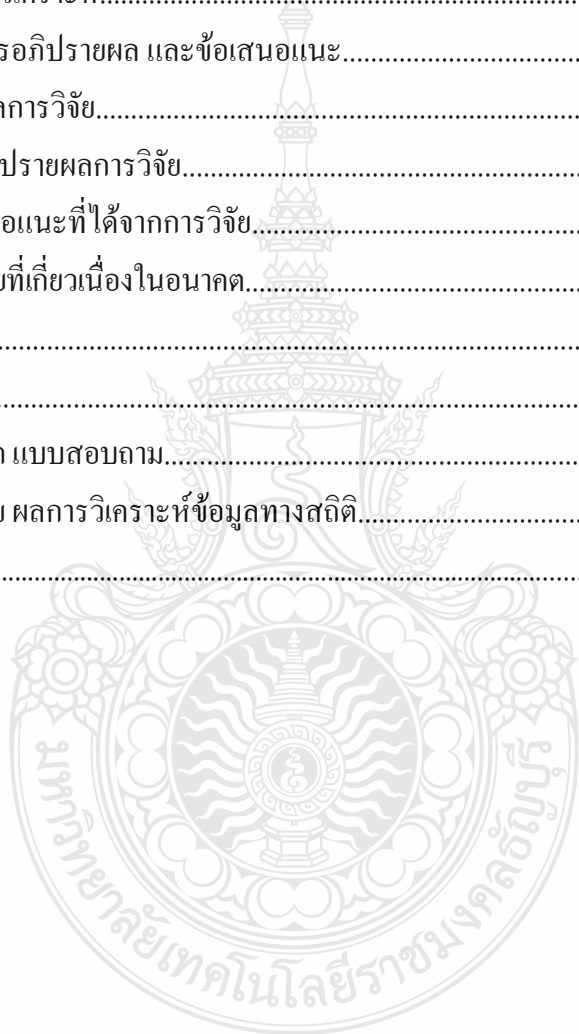 รอภิปรายผล และข้อเสนอแนะ........................................
ลการวิจัย........................................
ปรายผลการวิจัย........................................
อแนะที่ได้จากการวิจัย........................................
ยที่เกี่ยวเนื่องในอนาคต........................................
........................................
........................................
ก แบบสอบถาม........................................
ข ผลการวิเคราะห์ข้อมูลทางสถิติ........................................
........................................
มหาวิทยาลัยเทคโนโลยีราชมงคลธัญบุรี